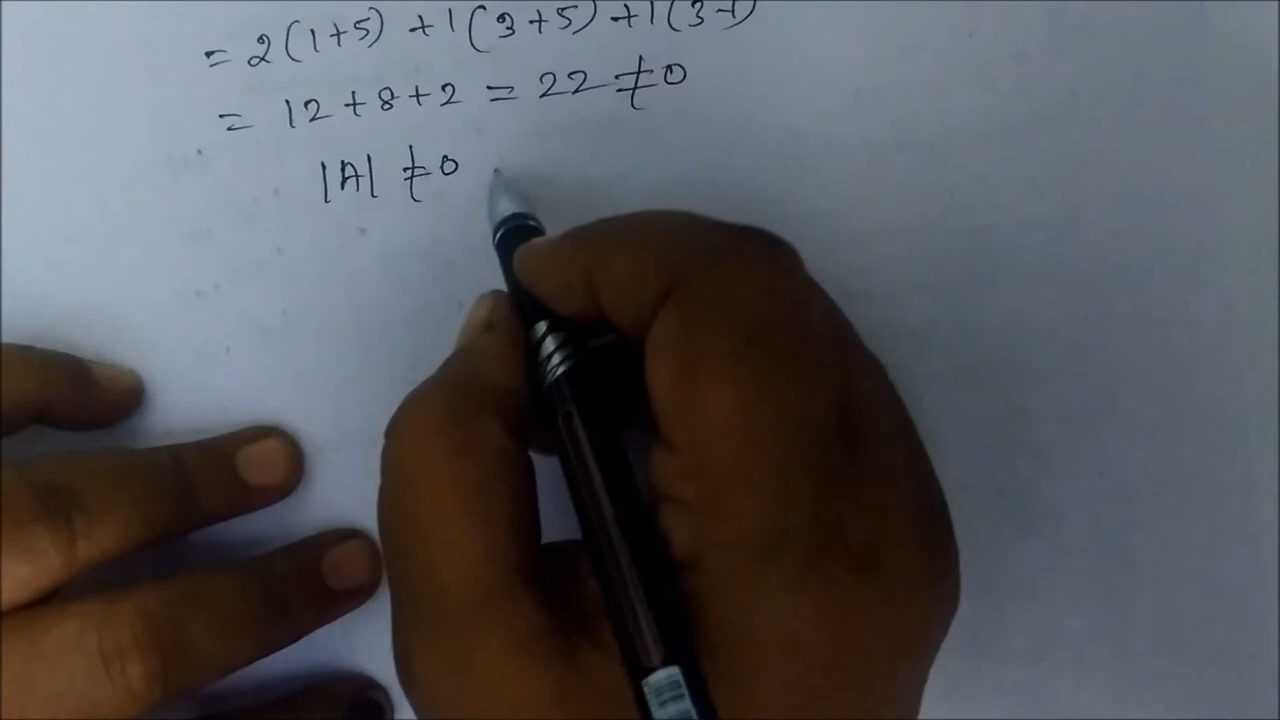 = 2(1+5) +1(3+5) +1(3-1)
= 12+8+2 = 22 ≠0
|A| ≠0